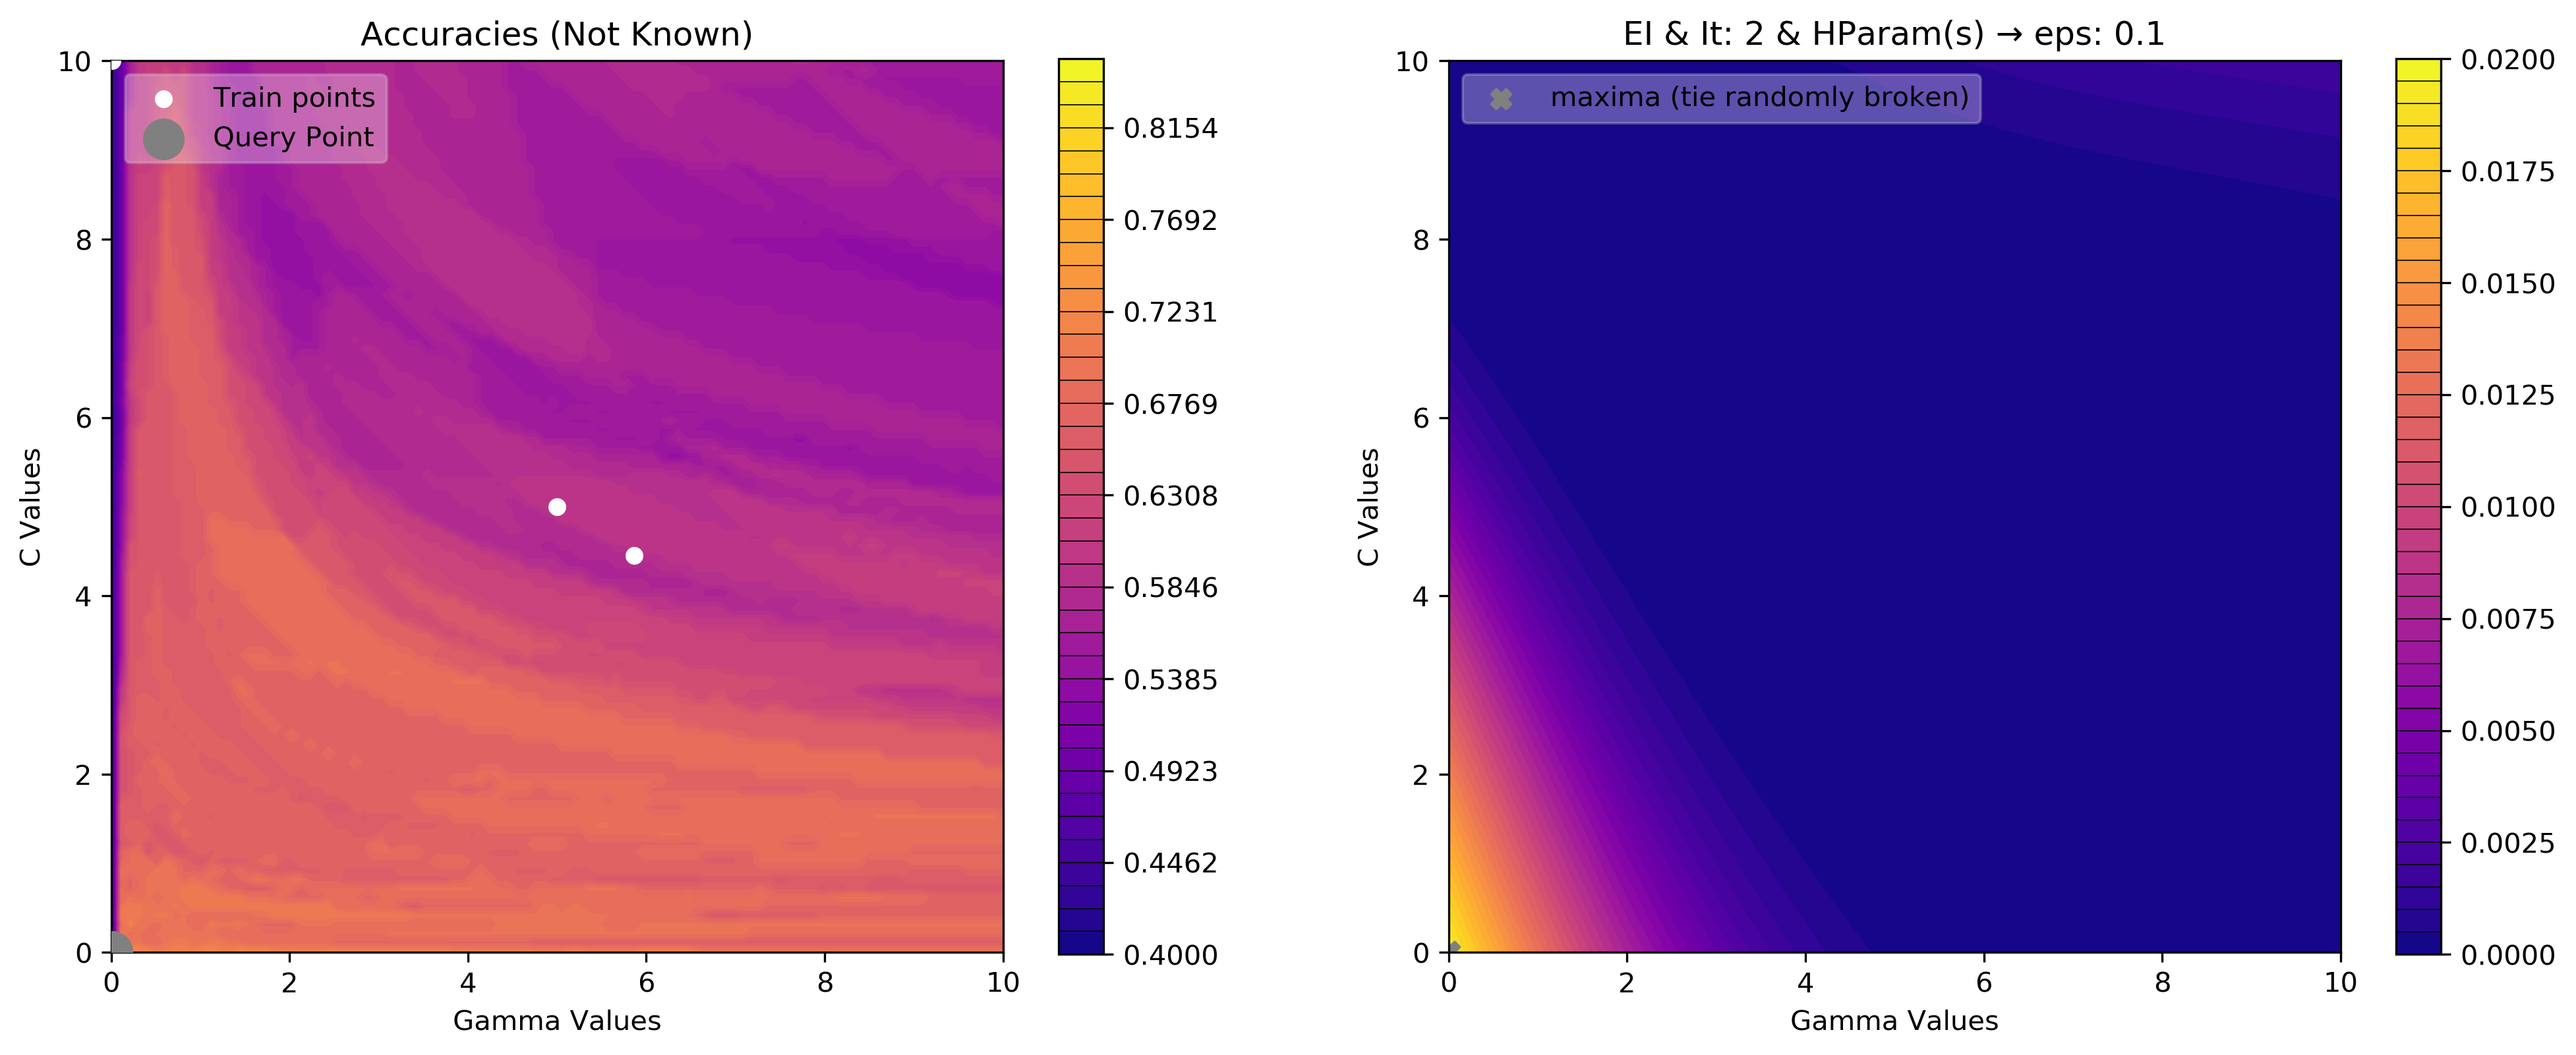 Accuracies (Not Known)
Train points
Query Point
10
8
6
4
2
0
C Values
0 2 4 6 8 10
Gamma Values
0.8154
0.7692
0.7231
0.6769
0.6308
0.5846
0.5385
0.4923
0.4462
0.4000
EI & It: 2 & HParam(s) → eps: 0.1
maxima (tie randomly broken)
10
8
6
4
2
0
C Values
0 2 4 6 8 10
Gamma Values
0.0200
0.0175
0.0150
0.0125
0.0100
0.0075
0.0050
0.0025
0.0000